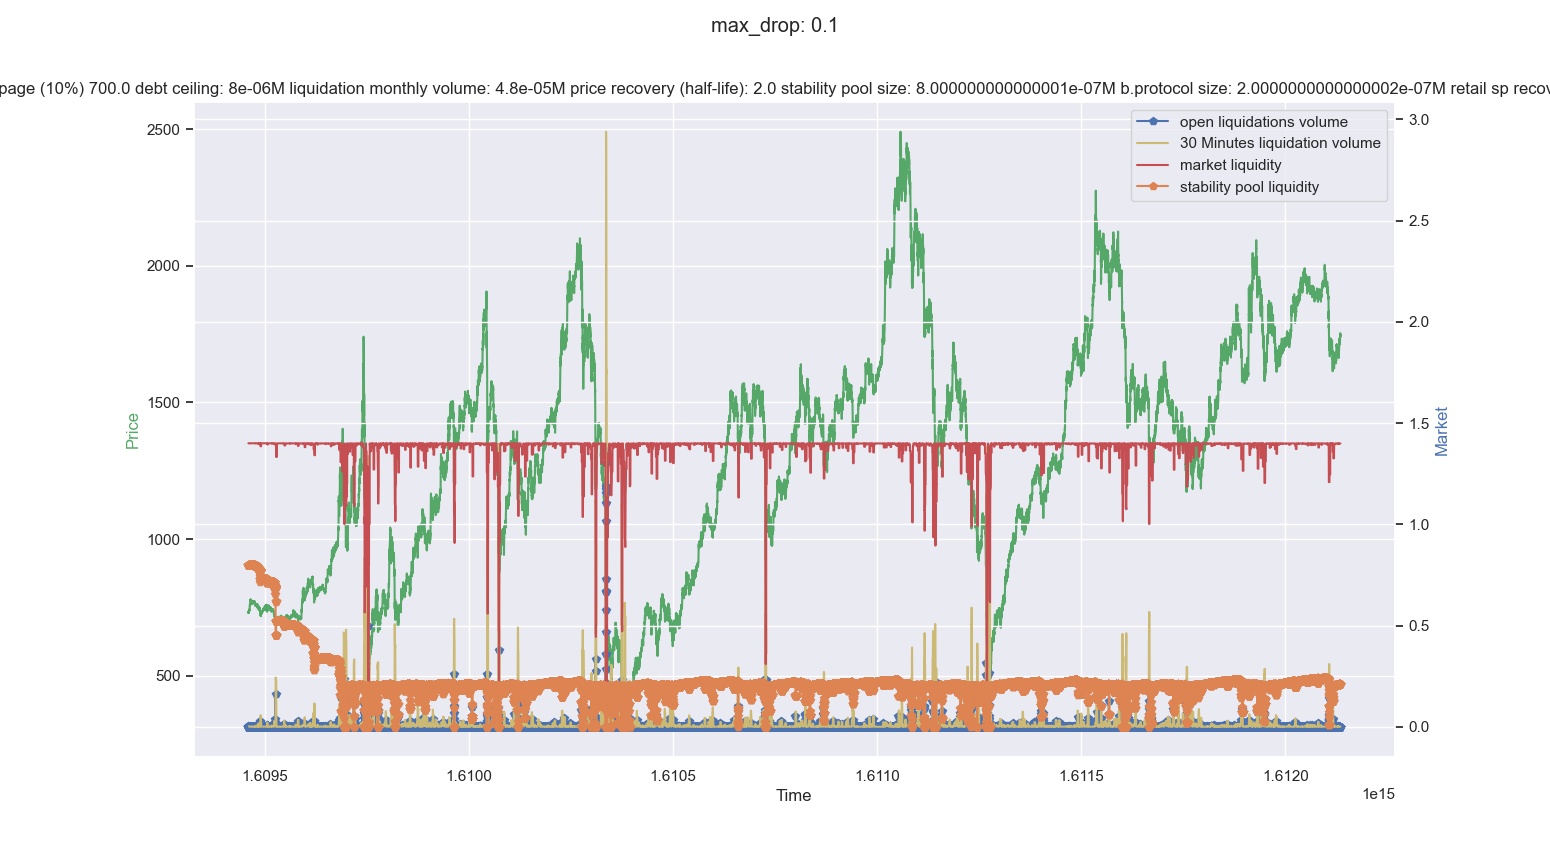 max_drop: 0.1
page (10%) 700.0 debt ceiling: 8e-06M liquidation monthly volume: 4.8e-05M price recovery (half-life): 2.0 stability pool size: 8.000000000000001e-07M b.protocol size: 2.0000000000000002e-07M retail sp recov
open liquidations volume
30 Minutes liquidation volume
market liquidity
stability pool liquidity
2500
2000
1500
1000
500
Price
3.0
2.5
2.0
1.5
1.0
0.5
0.0
Market
1.6095 1.6100 1.6105 1.6110 1.6115 1.6120
Time
1e15